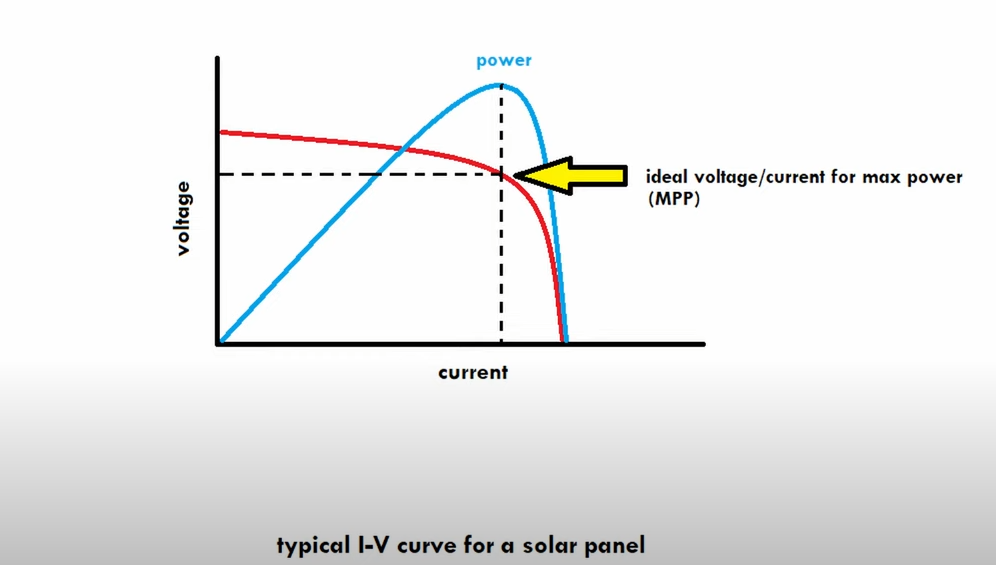 power
ideal voltage/current for max power
(MPP)
voltage
current
typical I-V curve for a solar panel